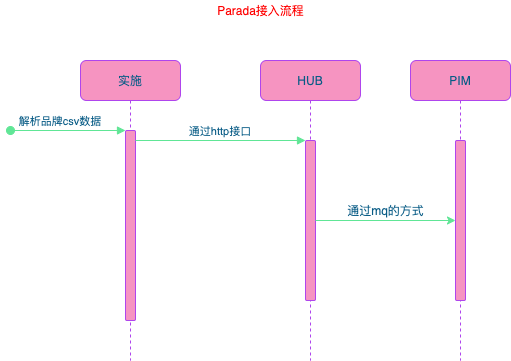 Parada接入流程
实施
HUB
PIM
解析品牌csv数据
通过http接口
通过mq的方式